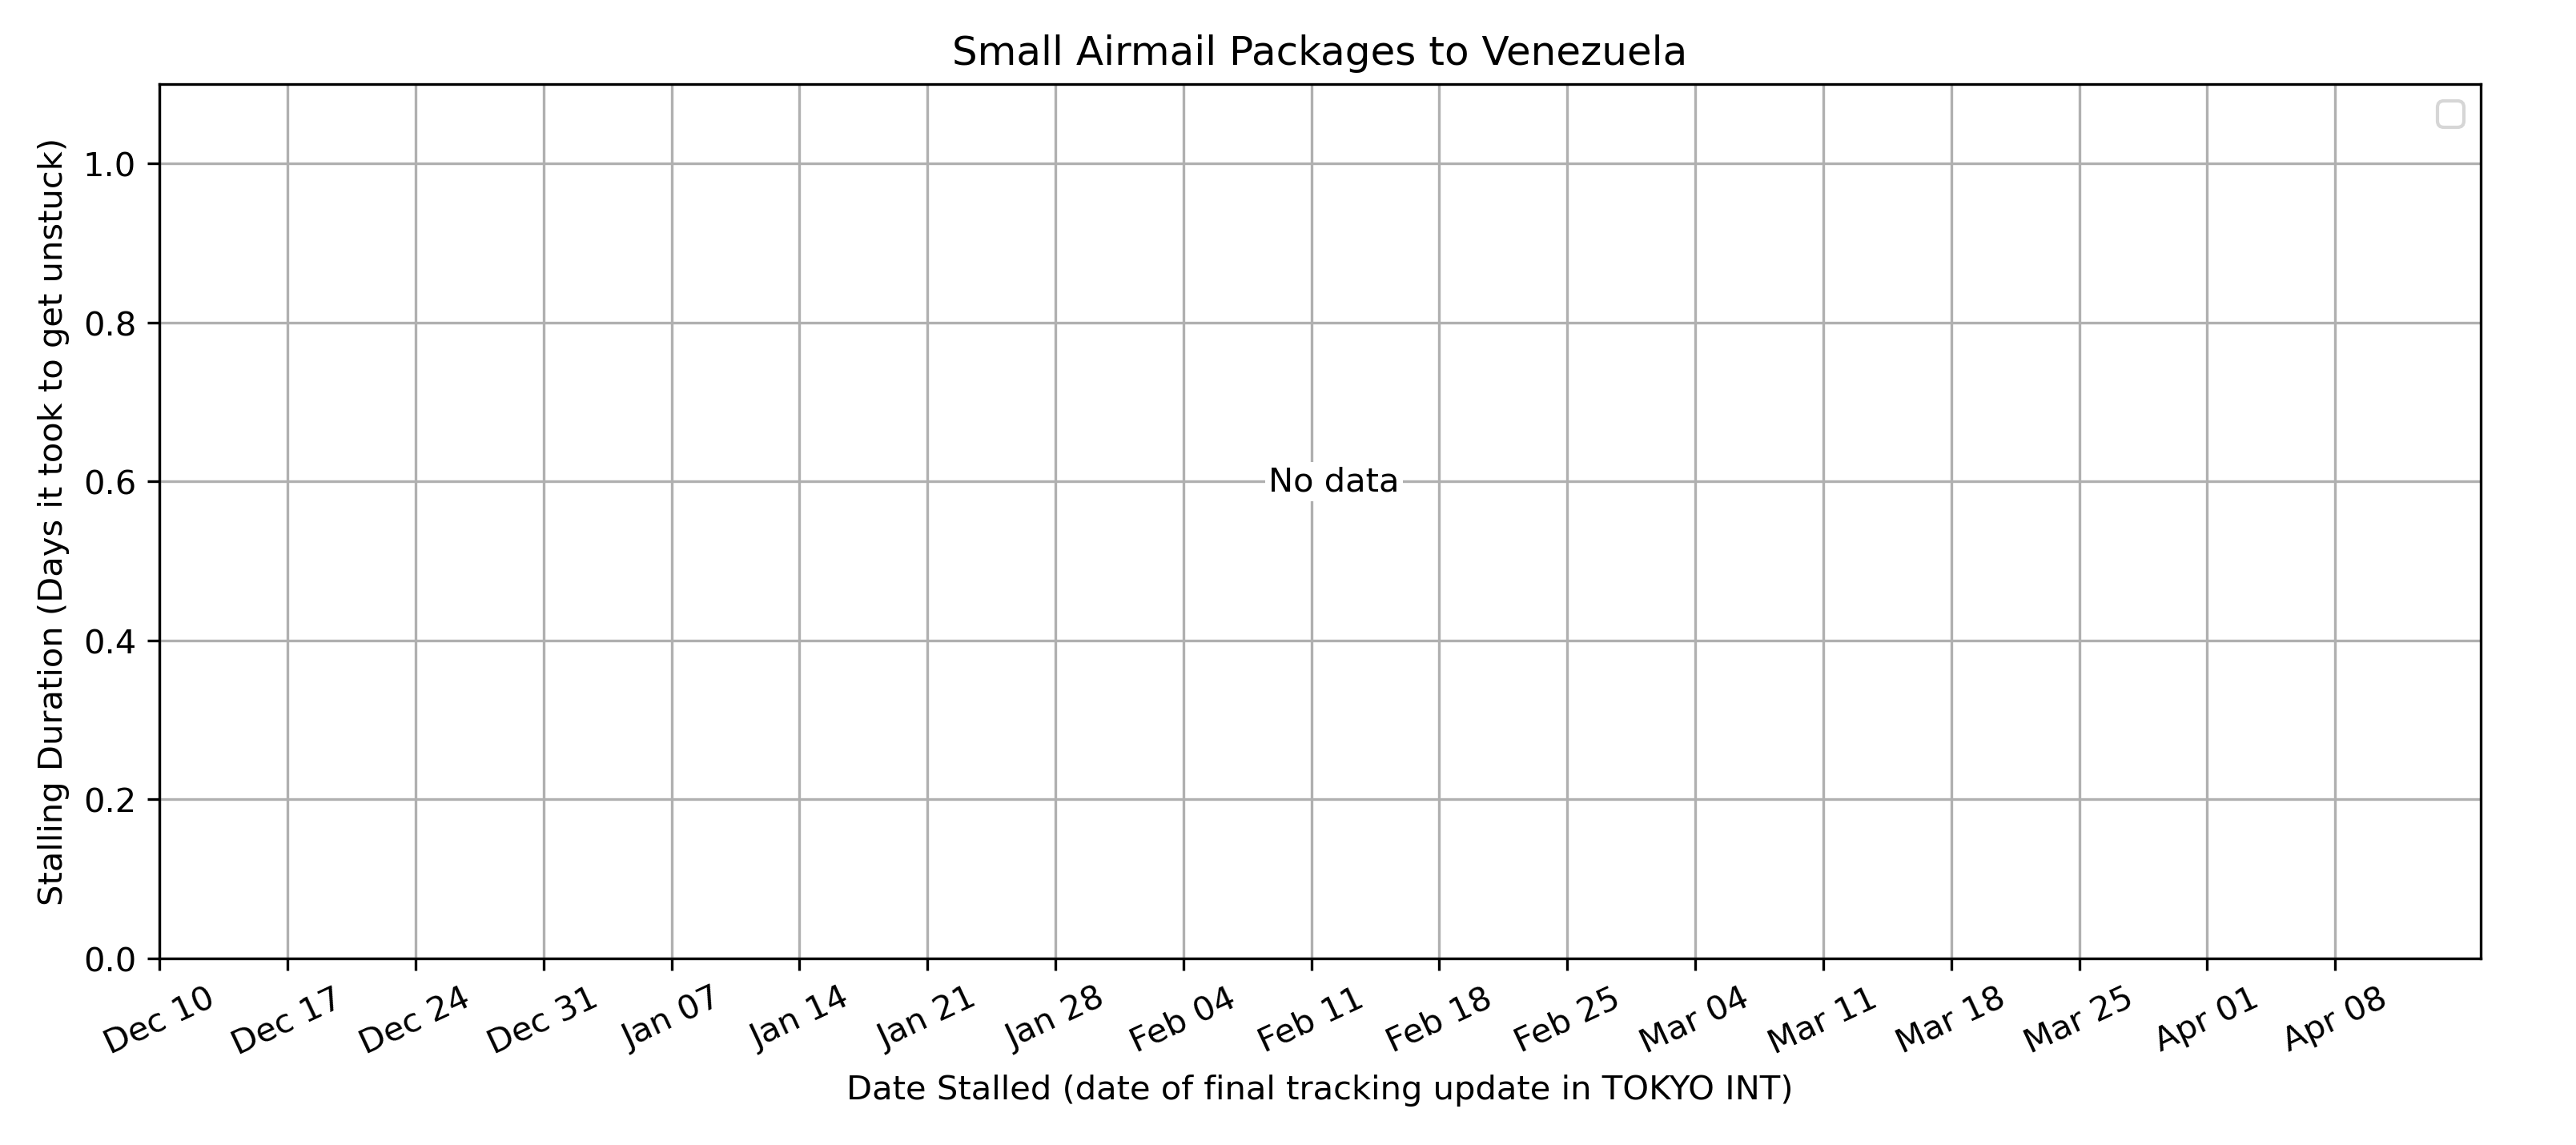 Small Airmail Packages to Venezuela
Stalling Duration (Days it took to get unstuck)
1.0
0.8
0.6
0.4
0.2
0.0
No data
Dec 10
Dec 17
Dec 24
Dec 31
Jan 07
Jan 14
Jan 21
Jan 28
Feb 04
Feb 11
Feb 18
Feb 25
Mar 04
Mar 11
Mar 18
Mar 25
Apr 01
Apr 08
Date Stalled (date of final tracking update in TOKYO INT)